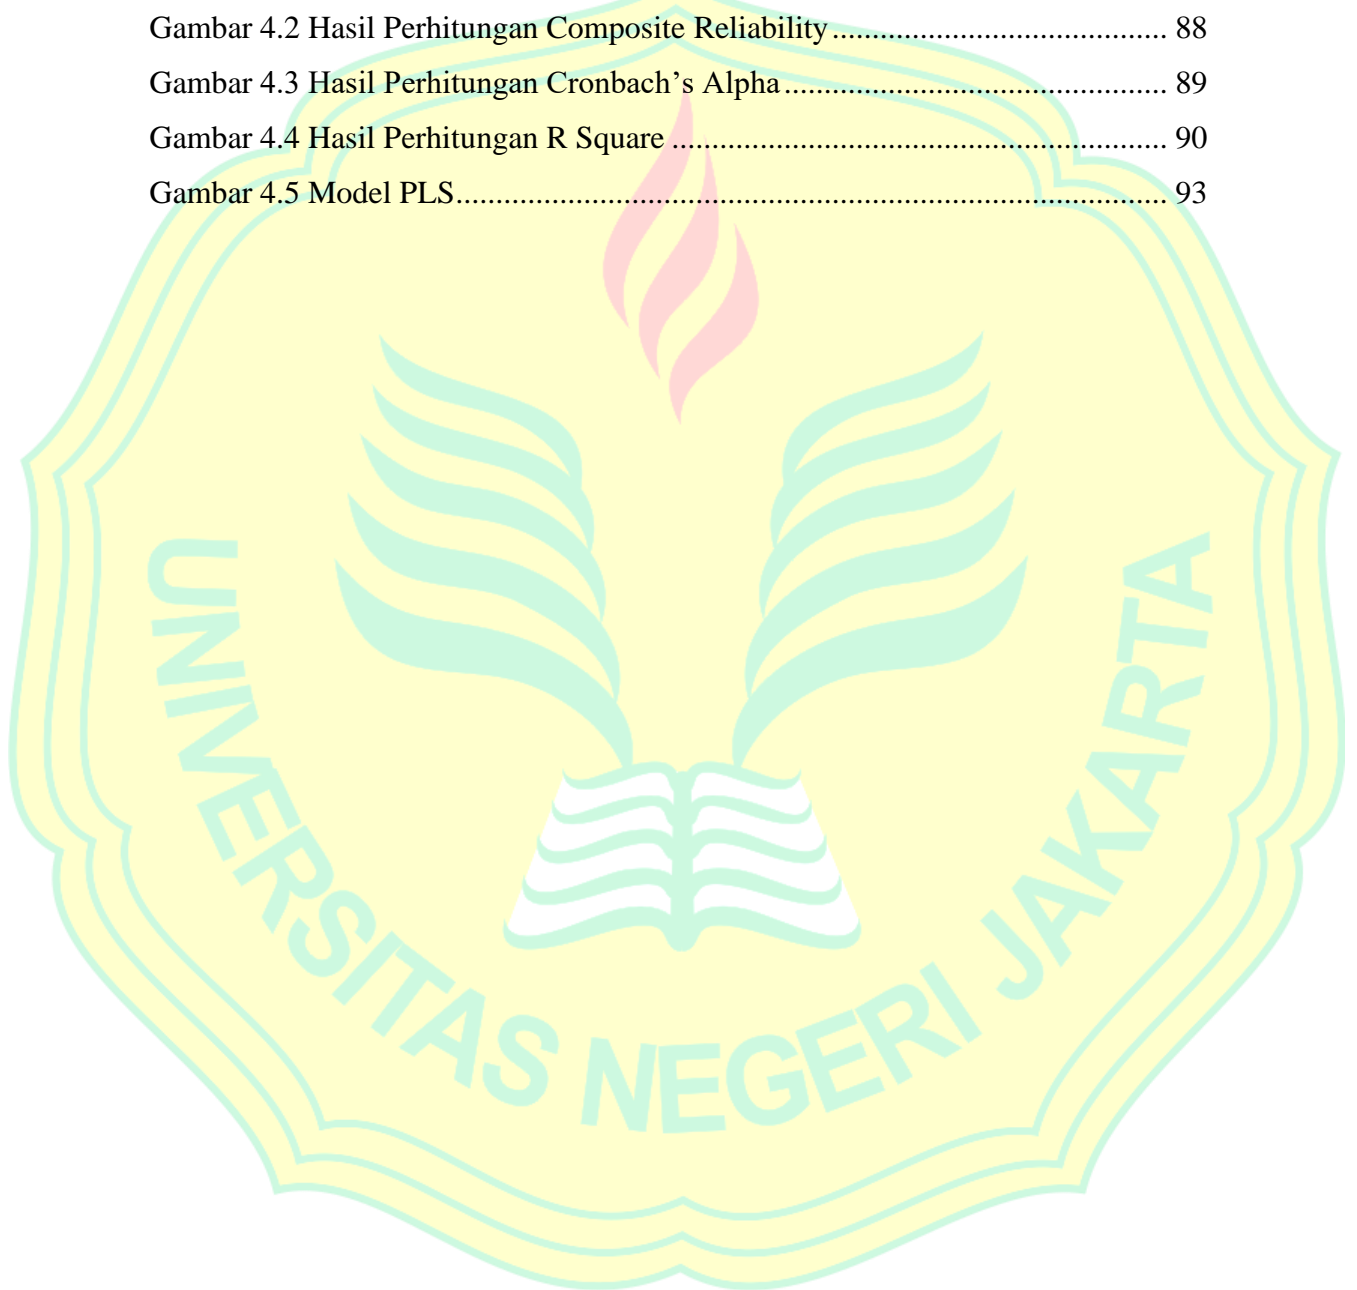 Gambar 4.2 Hasil Perhitungan Composite Reliability.......................................... 88
Gambar 4.3 Hasil Perhitungan Cronbach’s Alpha................................................ 89
Gambar 4.4 Hasil Perhitungan R Square .............................................................. 90
Gambar 4.5 Model PLS......................................................................................... 93
UNIVERSITAS NEGERI JAKARTA